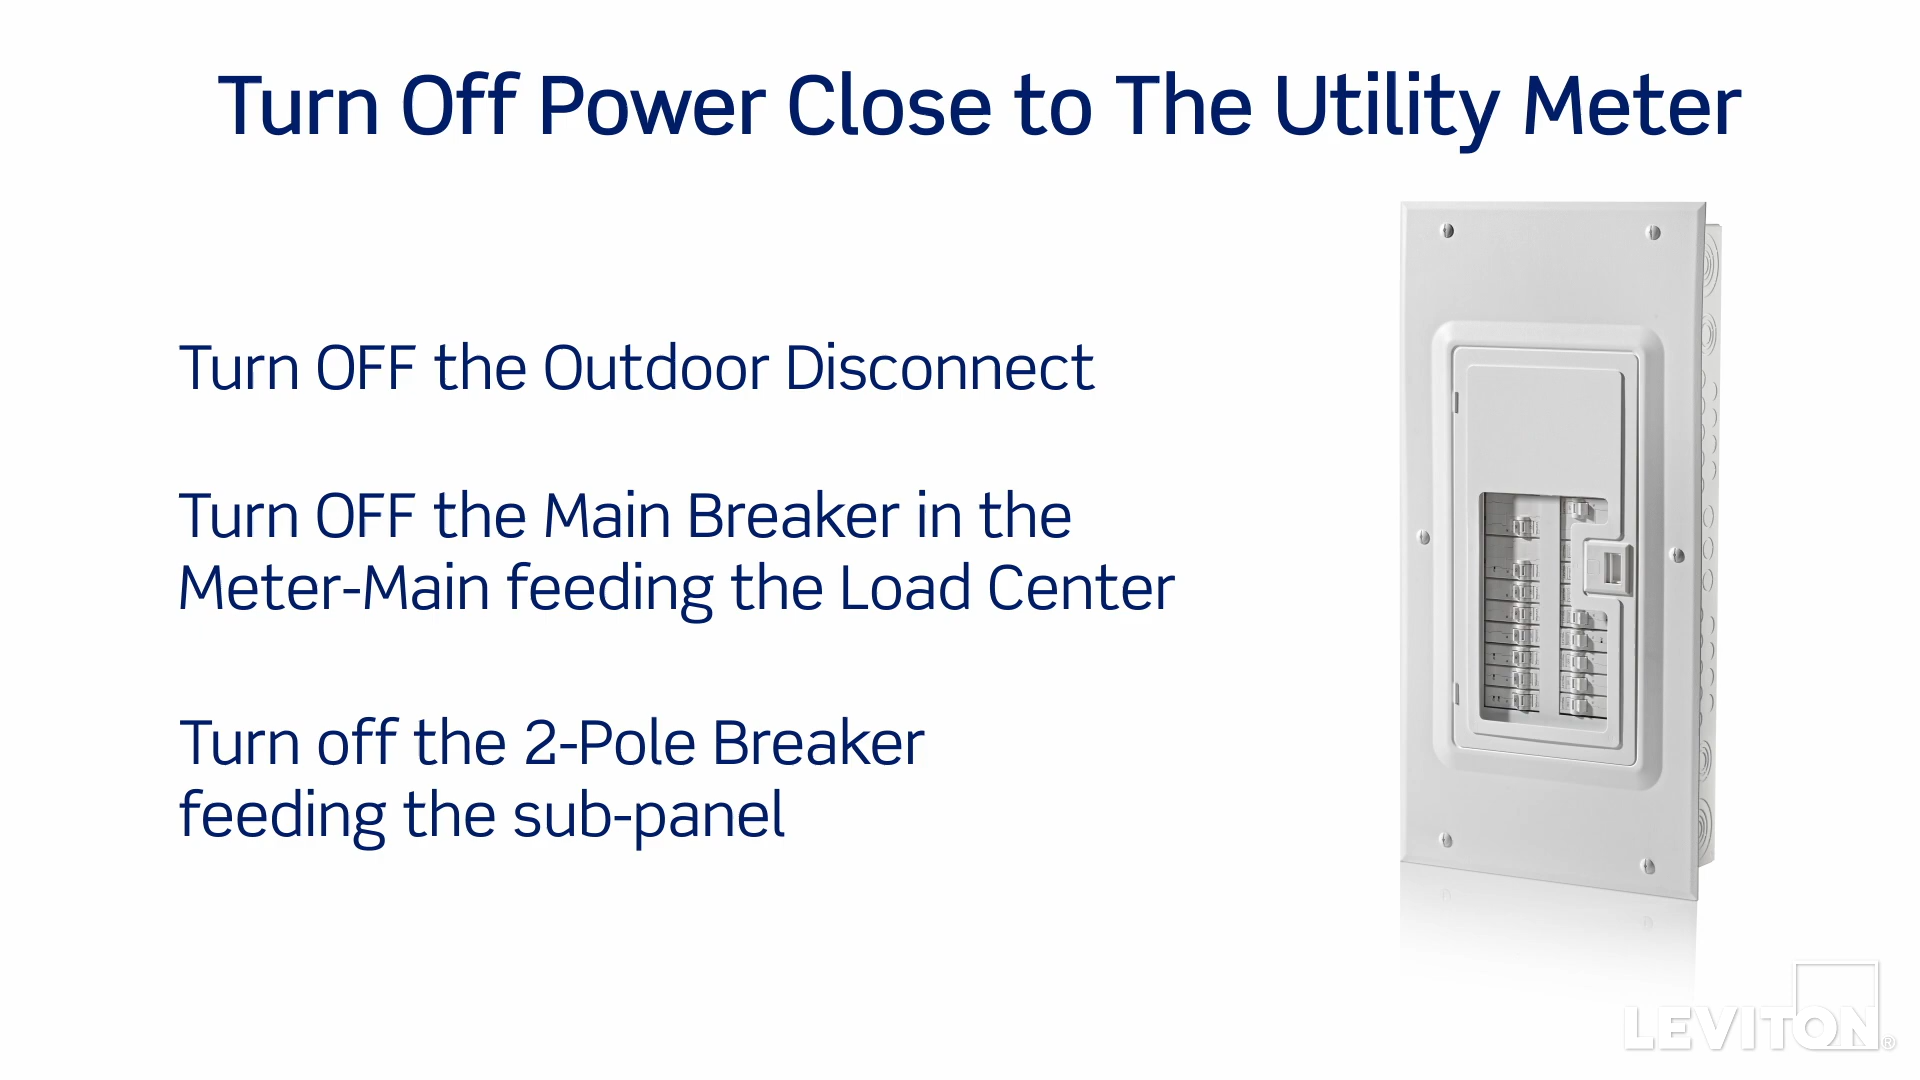 Turn Off Power Close to The Utility Meter
Turn OFF the Outdoor Disconnect
Turn OFF the Main Breaker in the
Meter-Main feeding the Load Center
Turn off the 2-Pole Breaker
feeding the sub-panel
LEVITON®